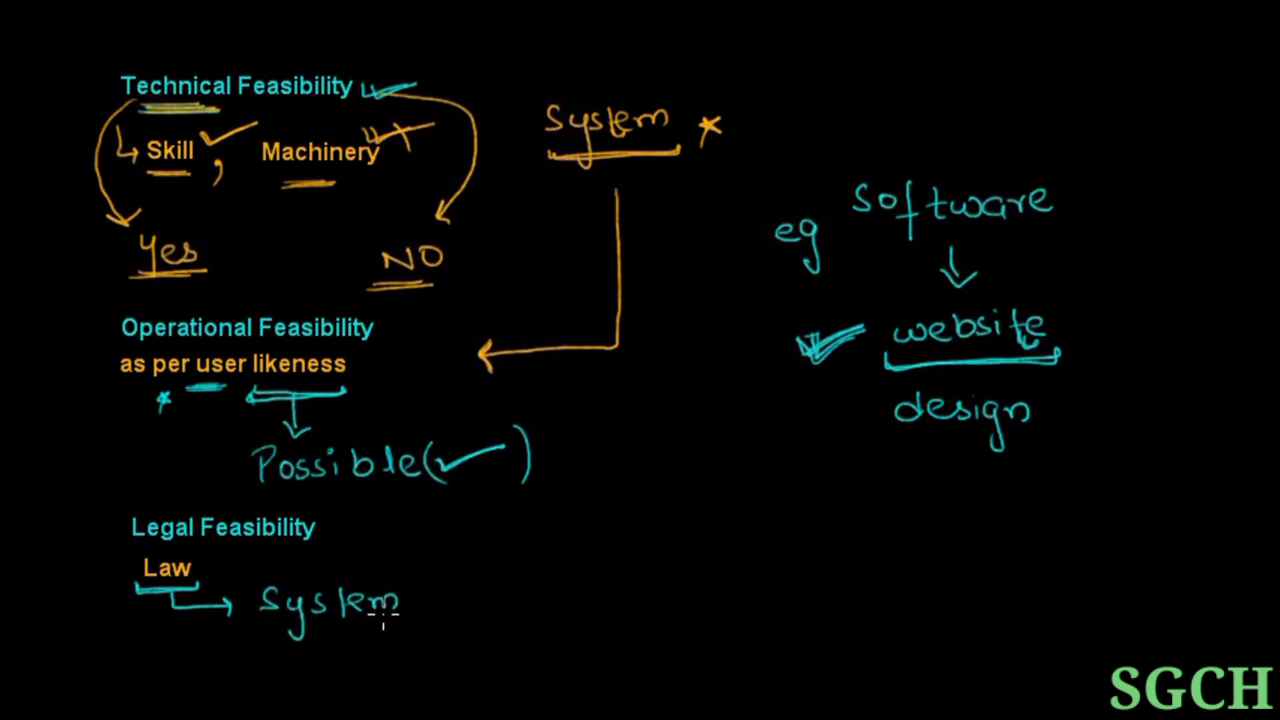 Technical Feasibility
Skill , Machinery
Yes
NO
Operational Feasibility
as per user likeness
Possible( )
Legal Feasibility
Law
System
System
eg
software
website
design
SGCH